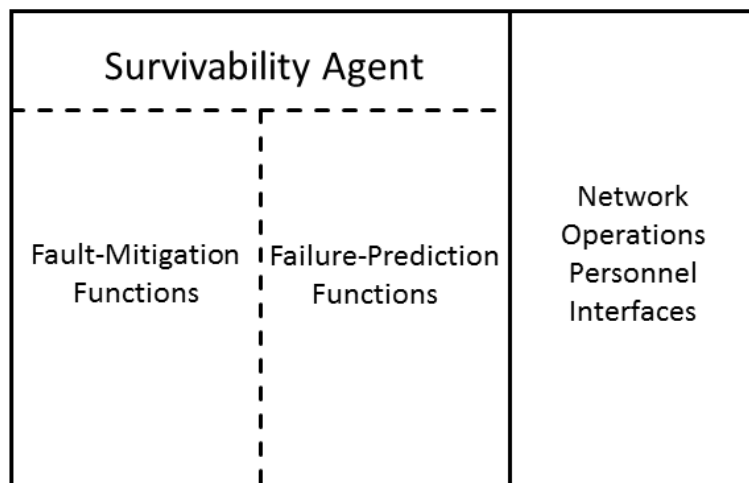 Survivability Agent
Fault-Mitigation
Functions
Failure-Prediction
Functions
Network
Operations
Personnel
Interfaces